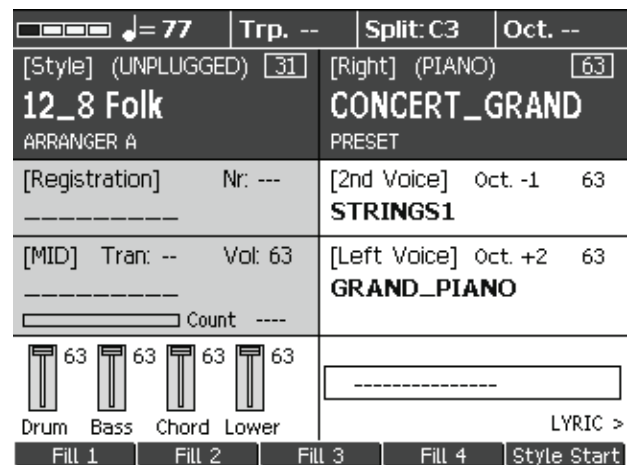 ♩= 77 Trp. -- Split: C3 Oct. --
[Style] (UNPLUGGED) 31
12_8 Folk
ARRANGER A
[Right] (PIANO) 63
CONCERT_GRAND
PRESET
[Registration] Nr: ---
_________
[2nd Voice] Oct. -1 63
STRINGS1
[MID] Tran: -- Vol: 63
_________
Count ----
[Left Voice] Oct. +2 63
GRAND_PIANO
63 63 63 63
Drum Bass Chord Lower
---------------
LYRIC >
Fill 1 Fill 2 Fill 3 Fill 4 Style Start